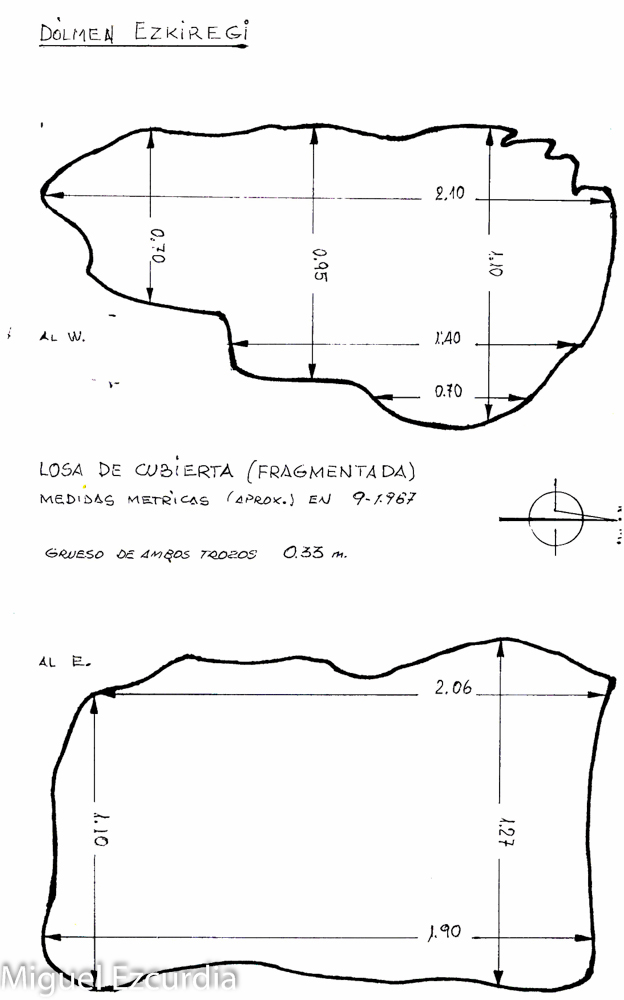 DOLMEN EZKIREGI
2.10
0.70
0.95
1.10
AL W.
1.40
0.70
LOSA DE CUBIERTA (FRAGMENTADA)
MEDIDAS METRICAS (APROX.) EN 9-1.967
GRUESO DE AMBOS TROZOS 0.33 m.
AL E.
2.06
1.10
1.27
1.90
Miguel Ezcurdia